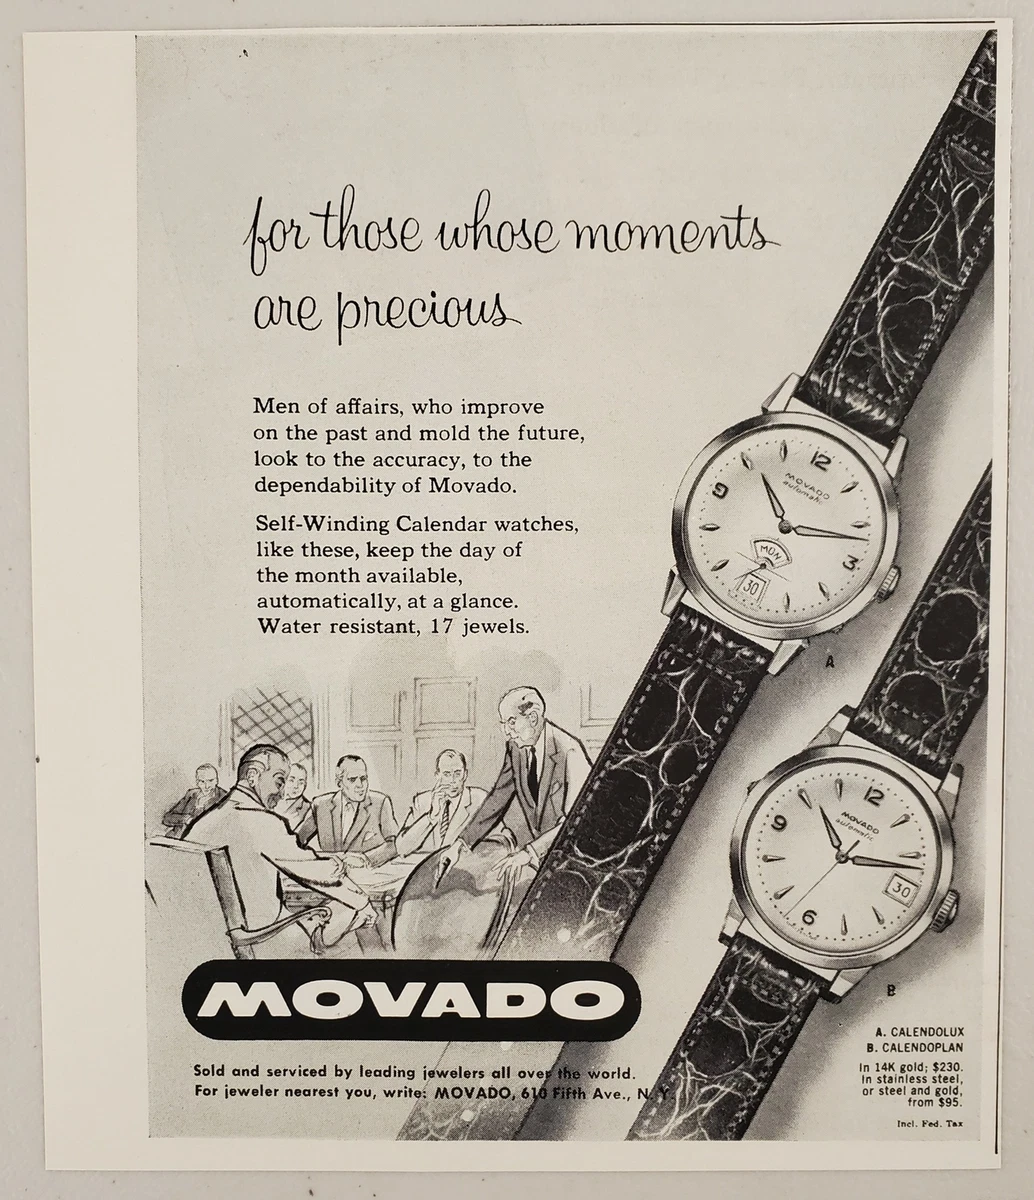 for those whose moments
are precious
Men of affairs, who improve
on the past and mold the future,
look to the accuracy, to the
dependability of Movado.
Self-Winding Calendar watches,
like these, keep the day of
the month available,
automatically, at a glance.
Water resistant, 17 jewels.
12
MOVADO
automatic
9
3
MON
30
A
12
MOVADO
automatic
9
30
6
B
MOVADO
Sold and serviced by leading jewelers all over the world.
For jeweler nearest you, write: MOVADO, 610 Fifth Ave., N. Y.
A. CALENDOLUX
B. CALENDOPLAN
In 14K gold; $230.
In stainless steel,
or steel and gold,
from $95.
Incl. Fed. Tax